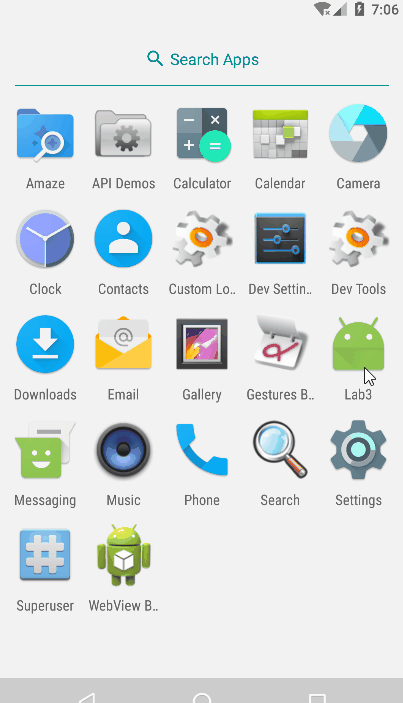 7:06
Search Apps
Amaze API Demos Calculator Calendar Camera
Clock Contacts Custom Lo.. Dev Settin.. Dev Tools
Downloads Email Gallery Gestures B.. Lab3
Messaging Music Phone Search Settings
Superuser WebView B..